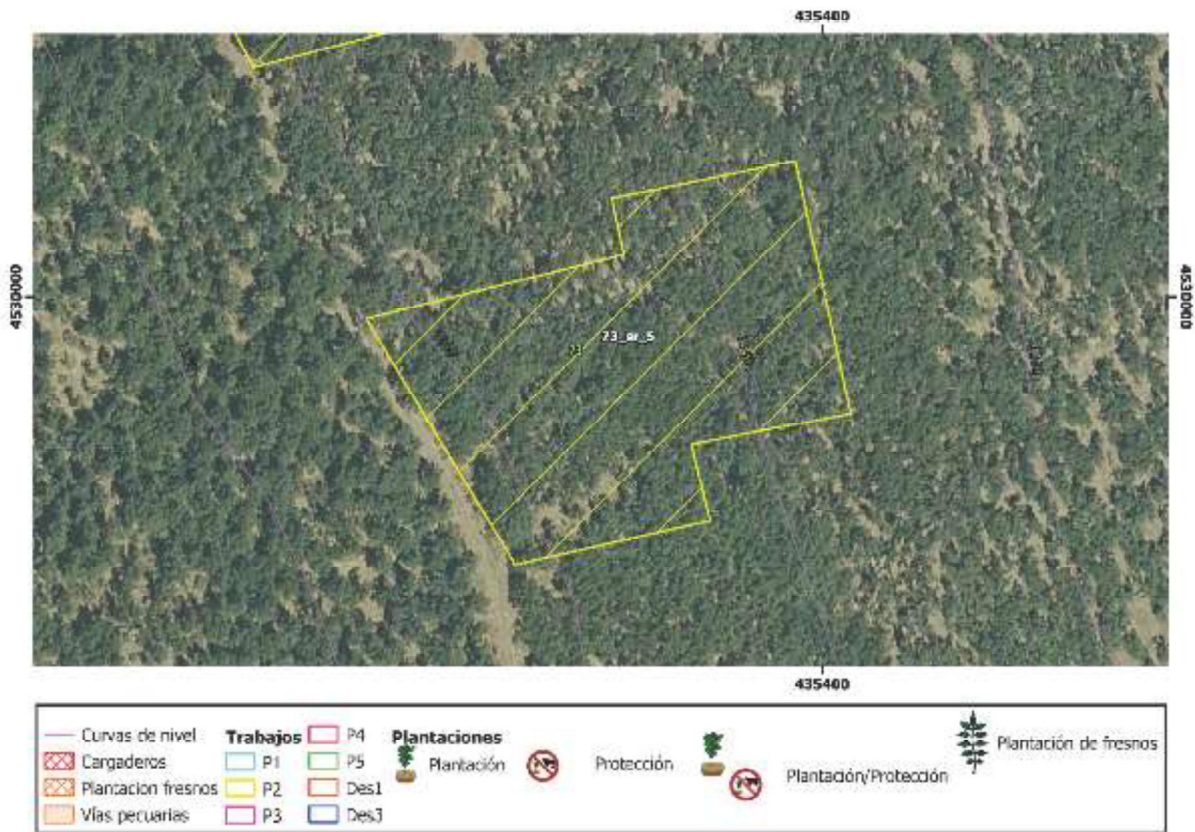 435400
4530000
4530000
73_er_5
435400
Curvas de nivel
Cargaderos
Plantacion fresnos
Vías pecuarias
Trabajos
P1
P2
P3
P4
P5
Des1
Des3
Plantaciones
Plantación
Protección
Plantación/Protección
Plantación de fresnos